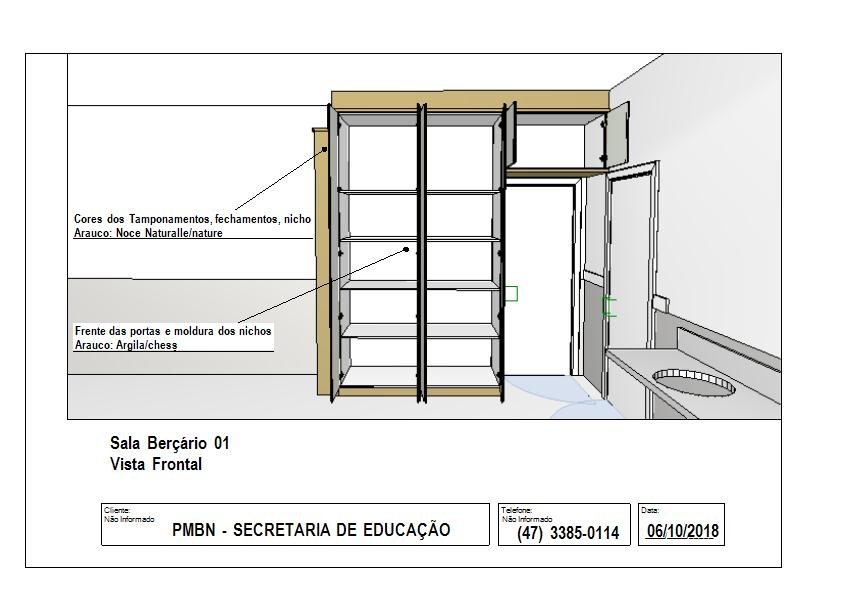 Cores dos Tamponamentos, fechamentos, nicho
Arauco: Noce Naturalle/nature
Frente das portas e moldura dos nichos
Arauco: Argila/chess
Sala Berçário 01
Vista Frontal
Cliente:
Não Informado
PMBN - SECRETARIA DE EDUCAÇÃO
Telefone:
Não Informado
(47) 3385-0114
Data:
06/10/2018